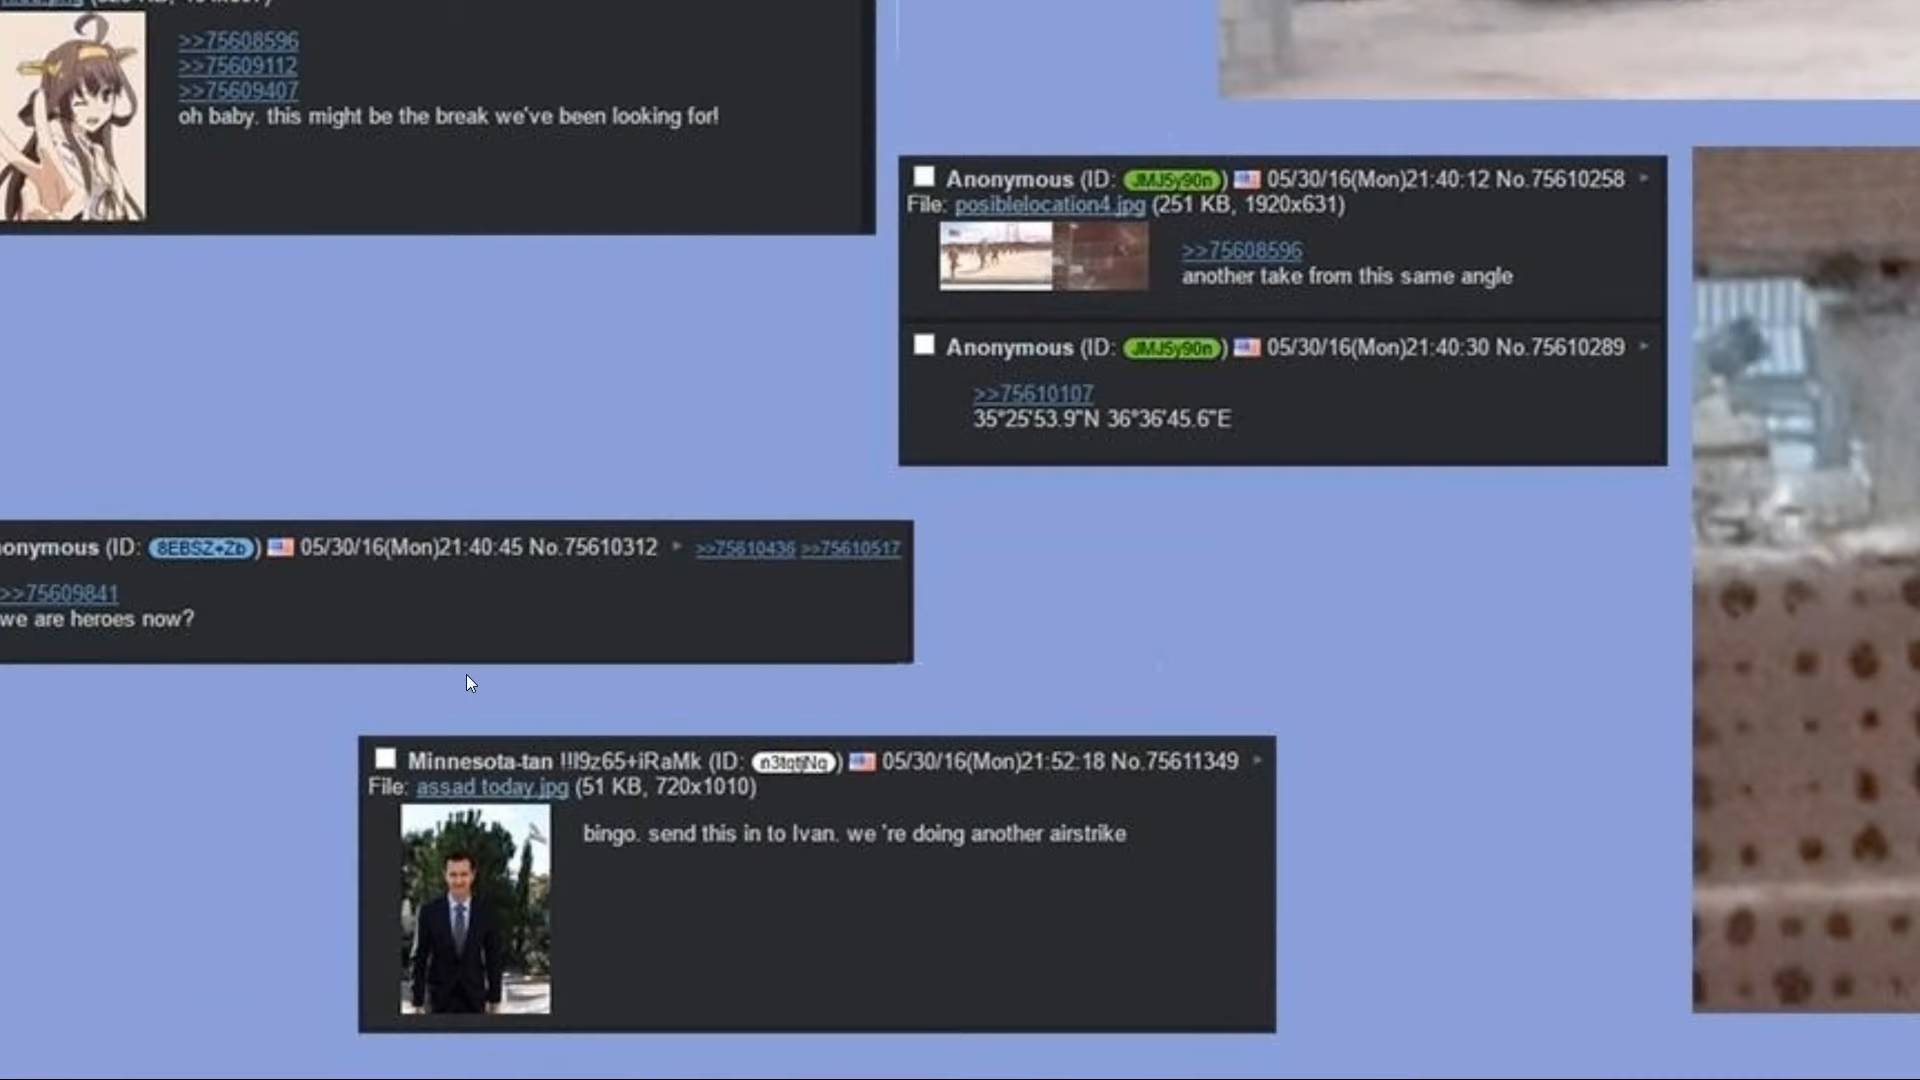 >>75608596
>>75609112
>>75609407
oh baby. this might be the break we've been looking for!
Anonymous (ID: JMJ5y90n) 05/30/16(Mon)21:40:12 No.75610258
File: posiblelocation4.jpg (251 KB, 1920x631)
>>75608596
another take from this same angle
Anonymous (ID: JMJ5y90n) 05/30/16(Mon)21:40:30 No.75610289
>>75610107
35°25'53.9"N 36°36'45.6"E
onymous (ID: 8EBSZ+Zb) 05/30/16(Mon)21:40:45 No.75610312 >>75610436 >>75610517
>>75609841
we are heroes now?
Minnesota-tan !!!9z65+iRaMk (ID: n3tqtjNq) 05/30/16(Mon)21:52:18 No.75611349
File: assad today.jpg (51 KB, 720x1010)
bingo. send this in to Ivan. we 're doing another airstrike